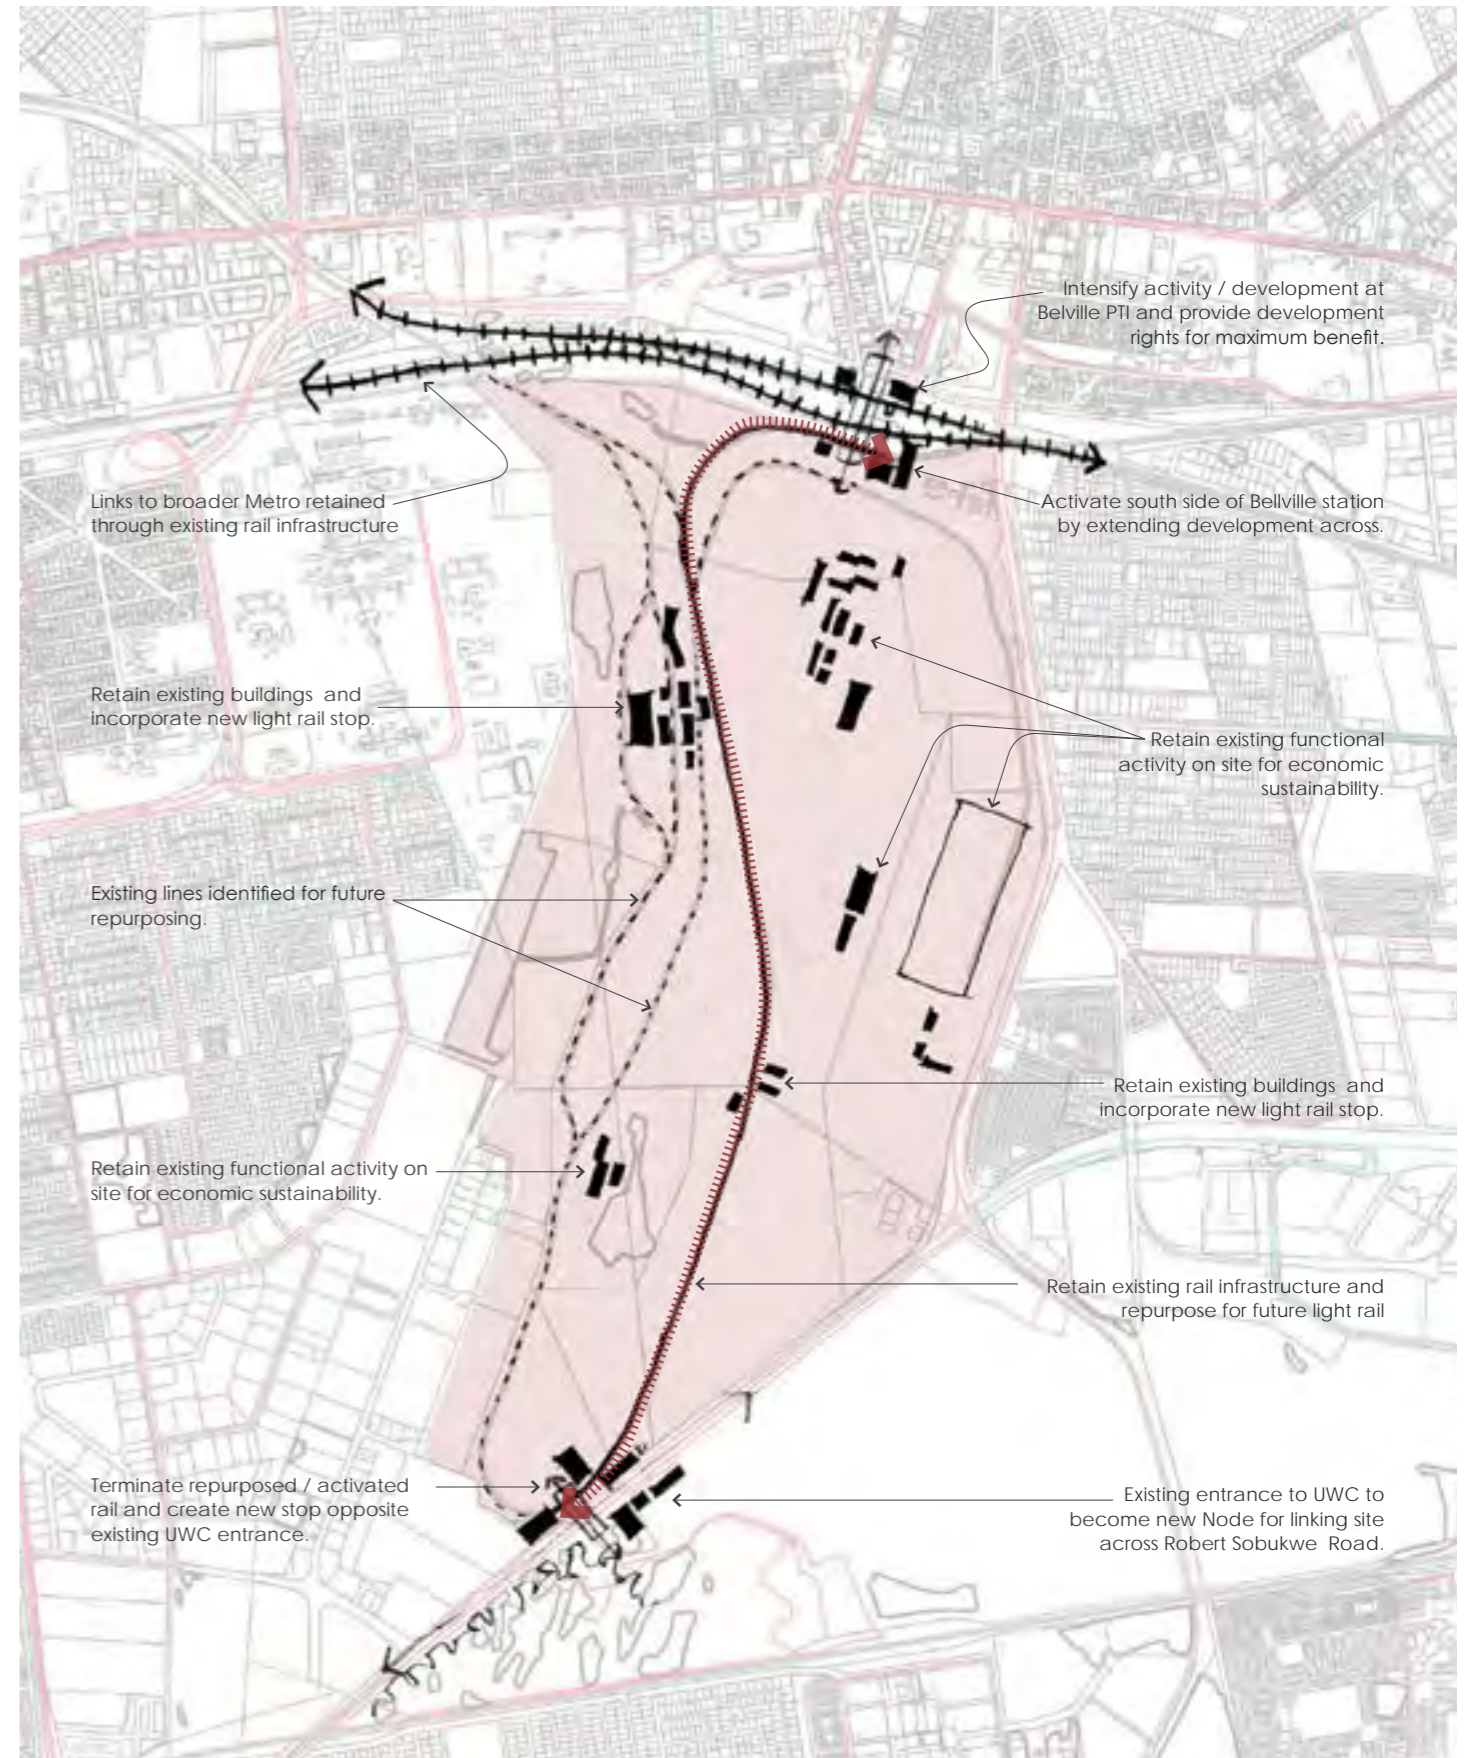 Intensify activity / development at
Belville PTI and provide development
rights for maximum benefit.
Links to broader Metro retained
through existing rail infrastructure
Activate south side of Bellville station
by extending development across.
Retain existing buildings and
incorporate new light rail stop.
Retain existing functional
activity on site for economic
sustainability.
Existing lines identified for future
repurposing.
Retain existing buildings and
incorporate new light rail stop.
Retain existing functional activity on
site for economic sustainability.
Retain existing rail infrastructure and
repurpose for future light rail
Terminate repurposed / activated
rail and create new stop opposite
existing UWC entrance.
Existing entrance to UWC to
become new Node for linking site
across Robert Sobukwe Road.